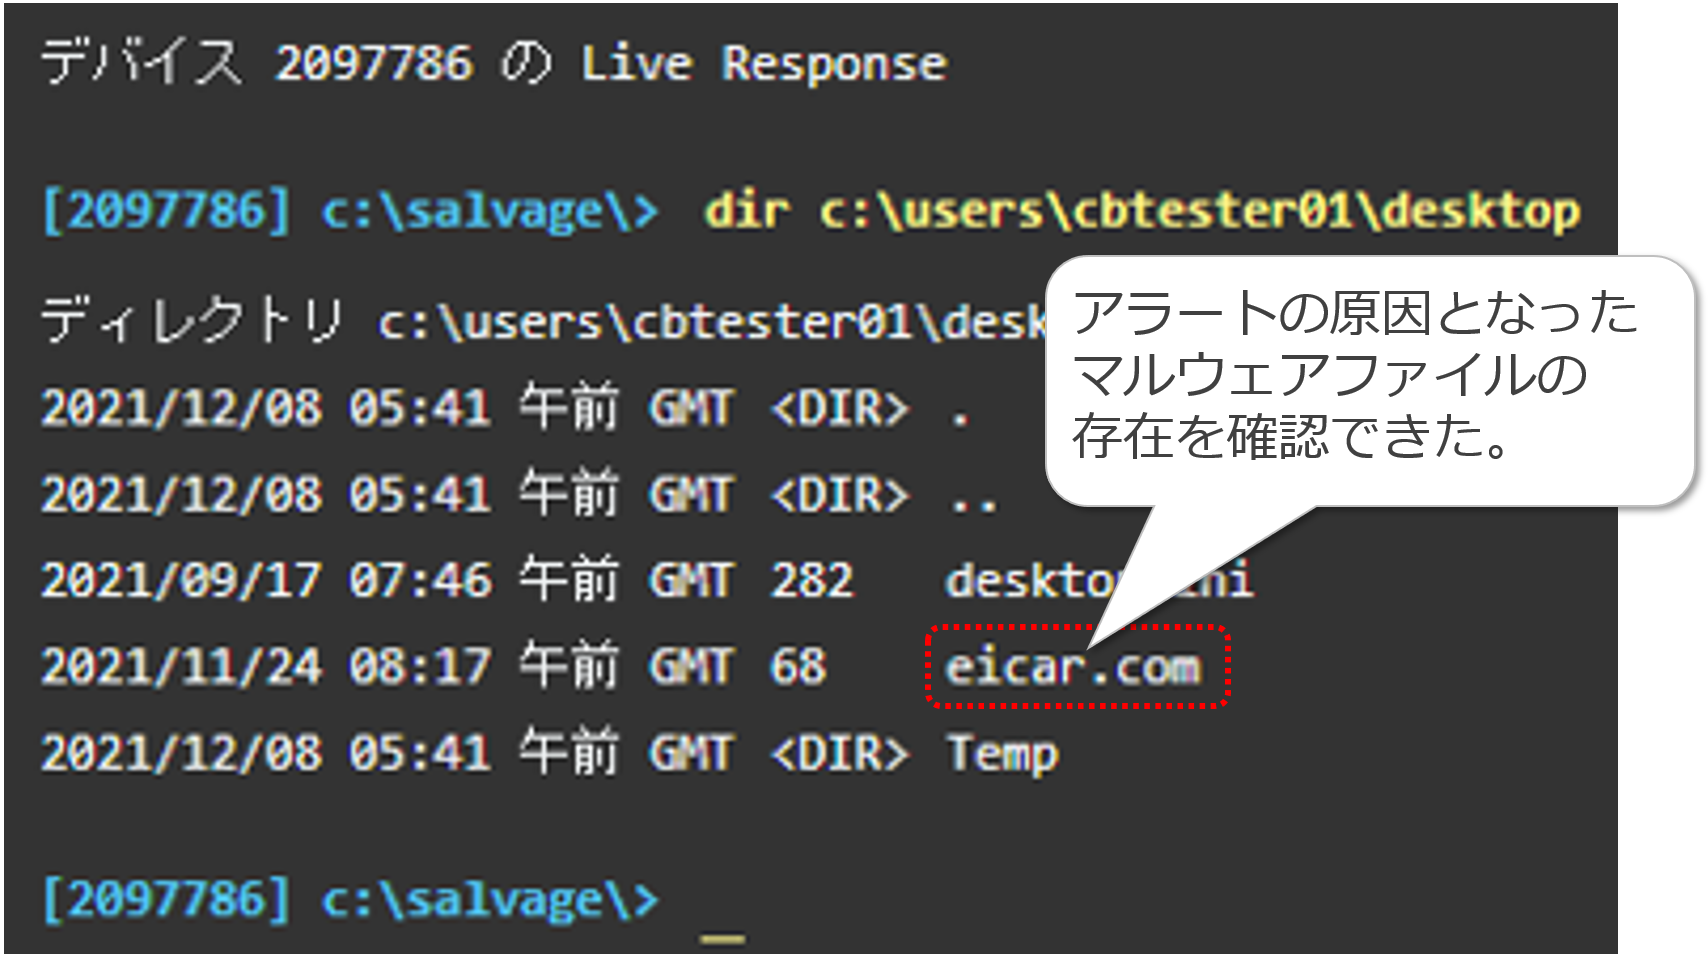 デバイス 2097786 の Live Response
[2097786] c:\salvage\> dir c:\users\cbtester01\desktop
ディレクトリ c:\users\cbtester01\desk
アラートの原因となった
マルウェアファイルの
存在を確認できた。
2021/12/08 05:41 午前 GMT <DIR> .
2021/12/08 05:41 午前 GMT <DIR> ..
2021/09/17 07:46 午前 GMT 282 desktop.ini
2021/11/24 08:17 午前 GMT 68 eicar.com
2021/12/08 05:41 午前 GMT <DIR> Temp
[2097786] c:\salvage\> _